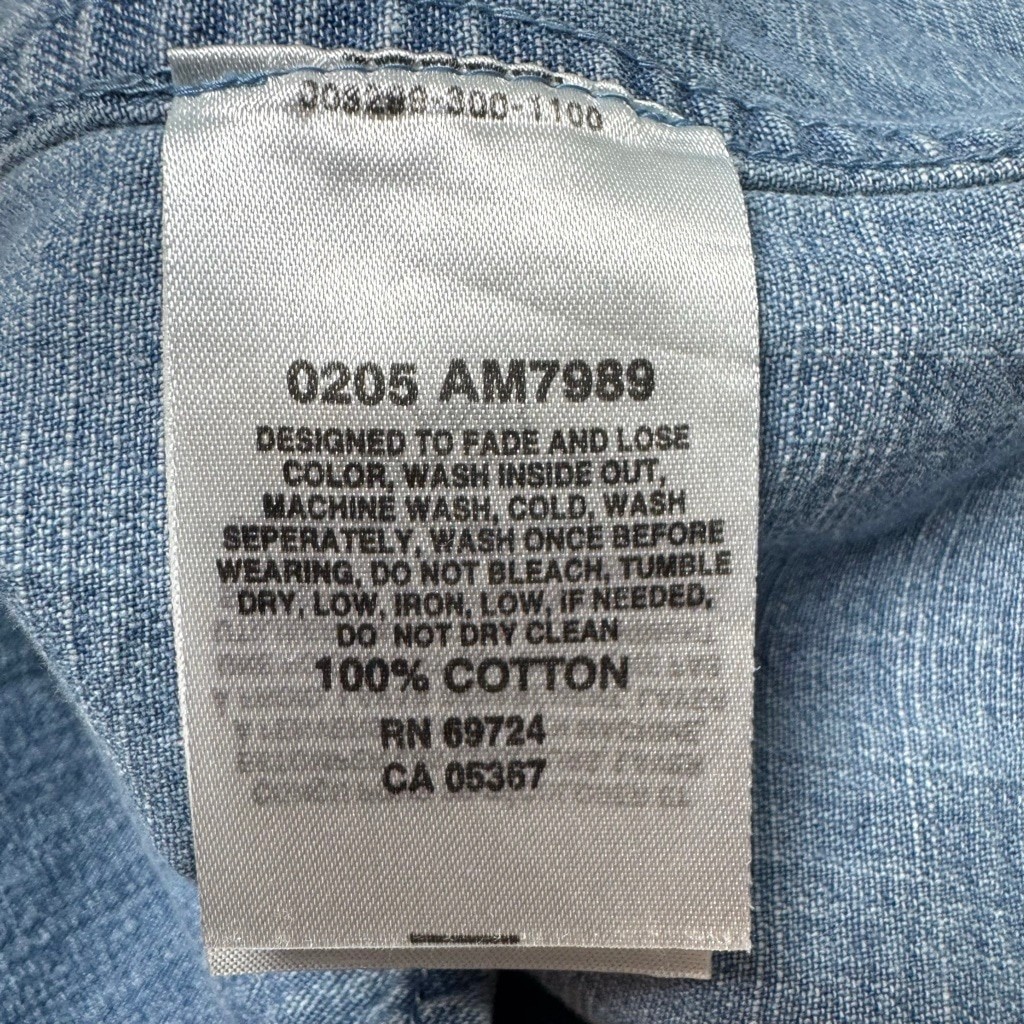 300-1100
0205 AM7989
DESIGNED TO FADE AND LOSE
COLOR, WASH INSIDE OUT,
MACHINE WASH, COLD, WASH
SEPERATELY, WASH ONCE BEFORE
WEARING, DO NOT BLEACH, TUMBLE
DRY, LOW, IRON, LOW, IF NEEDED,
DO NOT DRY CLEAN
100% COTTON
RN 69724
CA 05367